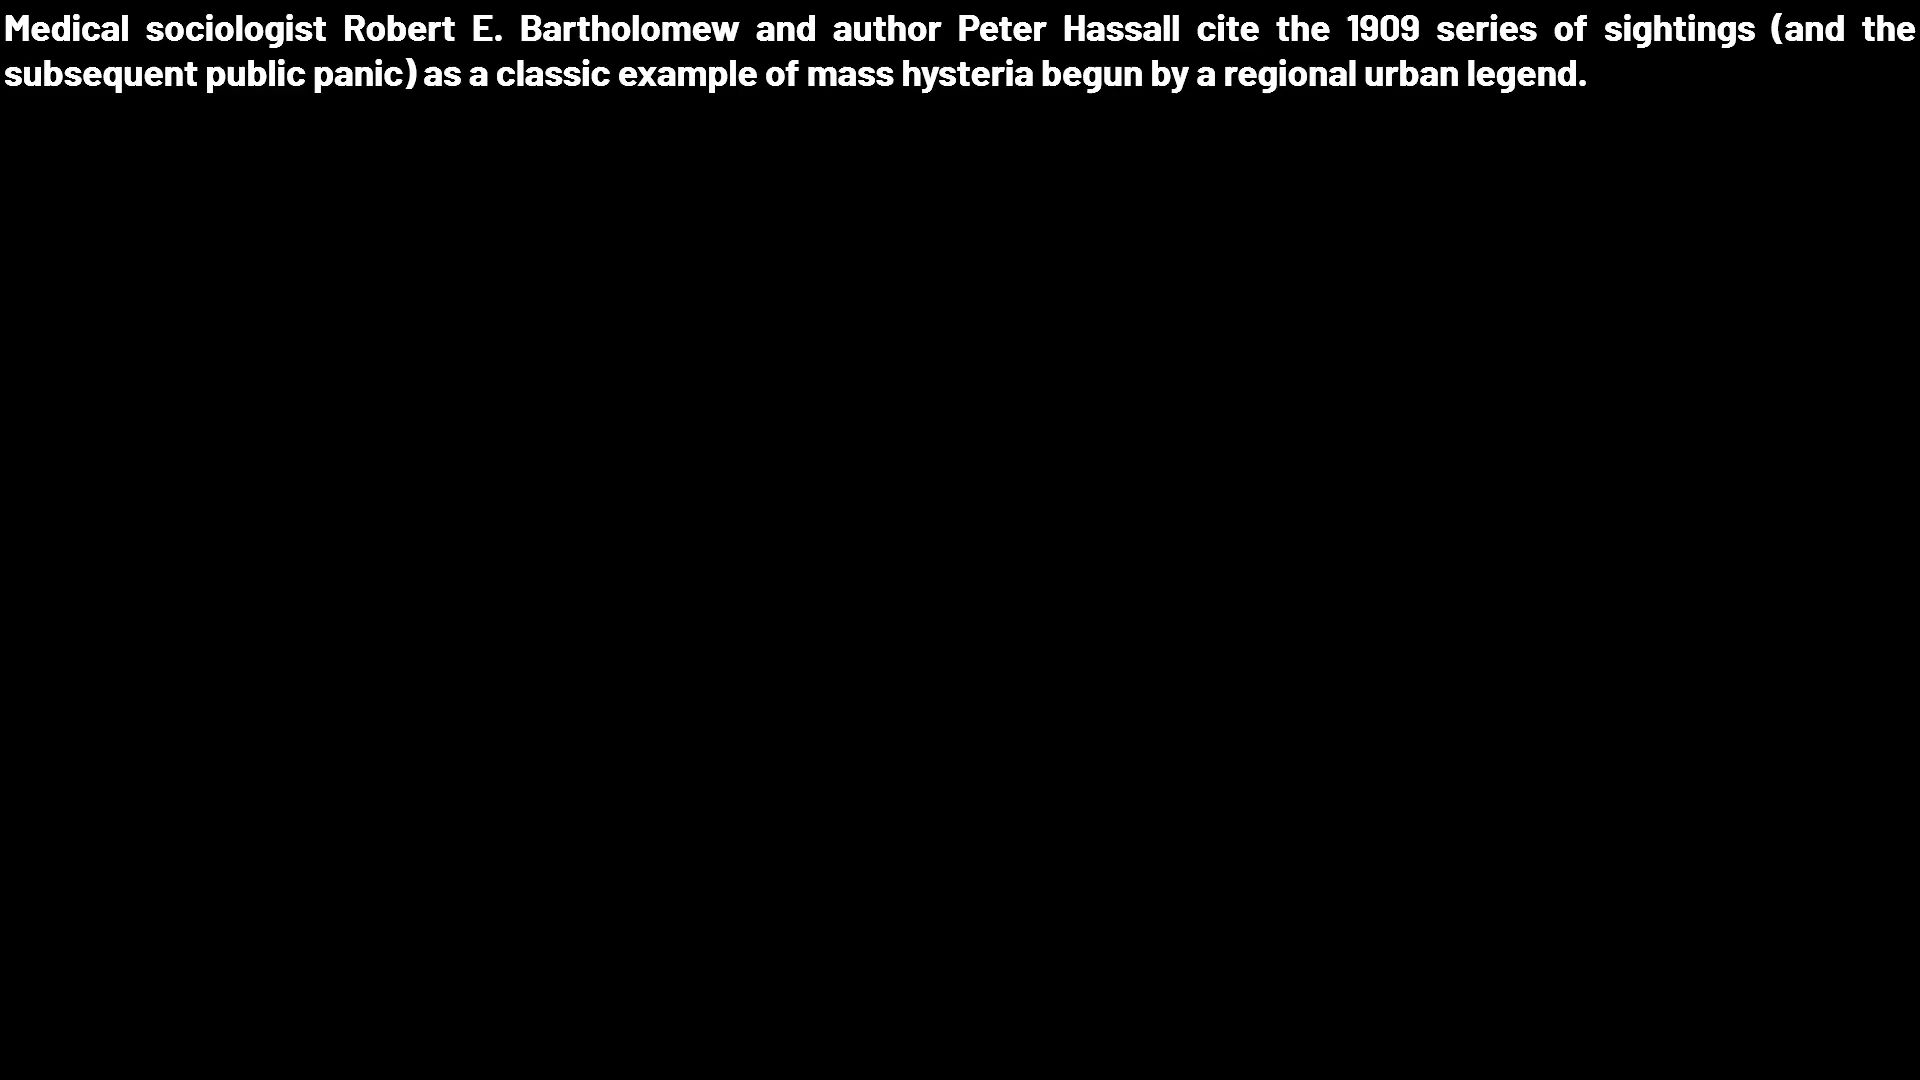 Medical sociologist Robert E. Bartholomew and author Peter Hassall cite the 1909 series of sightings (and the
subsequent public panic) as a classic example of mass hysteria begun by a regional urban legend.